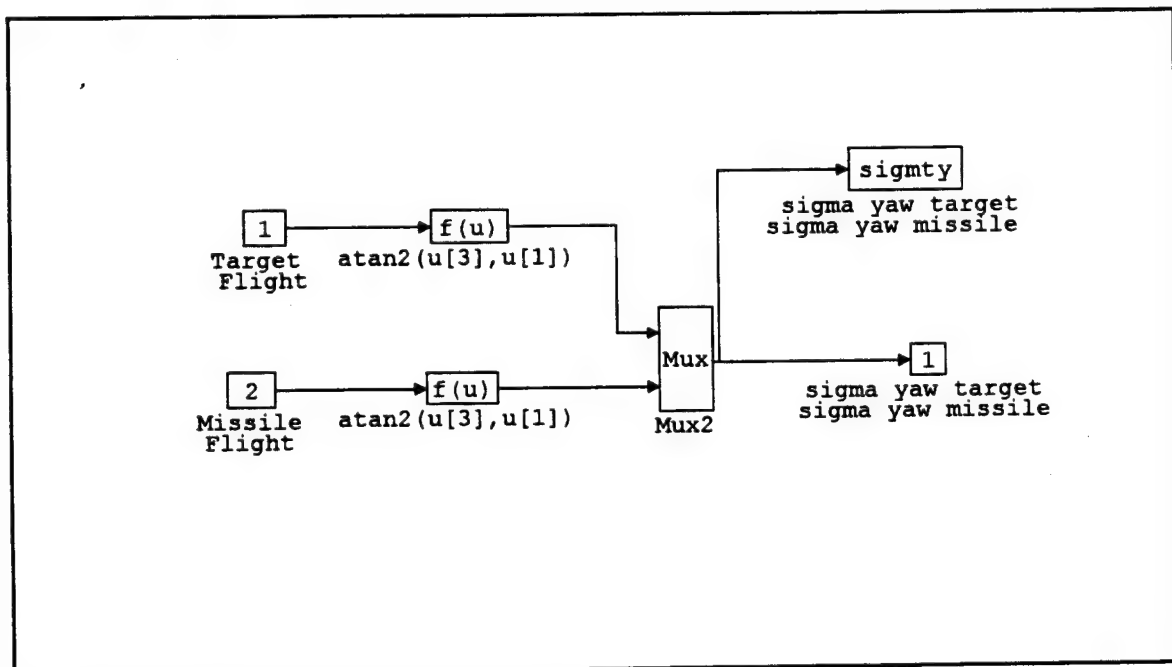 sigmty
sigma yaw target
sigma yaw missile
1
f(u)
Target
Flight
atan2(u[3],u[1])
Mux
Mux2
1
sigma yaw target
sigma yaw missile
2
f(u)
Missile
Flight
atan2(u[3],u[1])